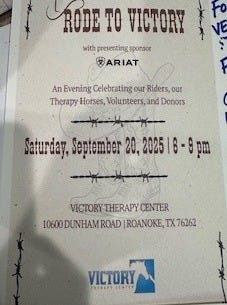 RODE TO VICTORY
with presenting sponsor
ARIAT
An Evening Celebrating our Riders, our
Therapy Horses, Volunteers, and Donors
Saturday, September 20, 2025 | 6 - 9 pm
VICTORY THERAPY CENTER
10600 DUNHAM ROAD | ROANOKE, TX 76262
VICTORY
THERAPY CENTER